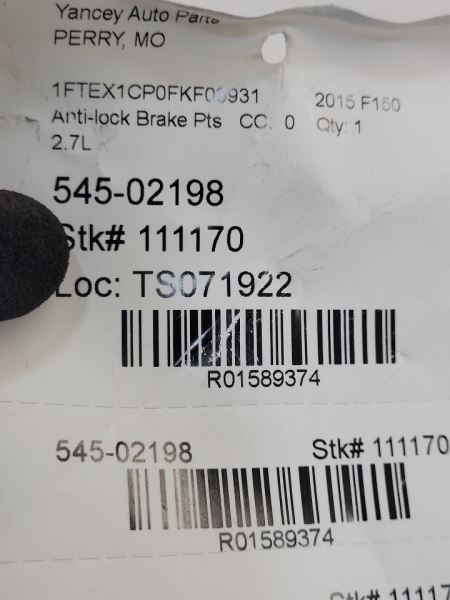 Yancey Auto Parts
PERRY, MO
2015 F150
Anti-lock Brake Pts CC: 0 Qty: 1
2.7L
545-02198
Stk# 111170
Loc: TS071922
R01589374
545-02198 Stk# 111170
R01589374